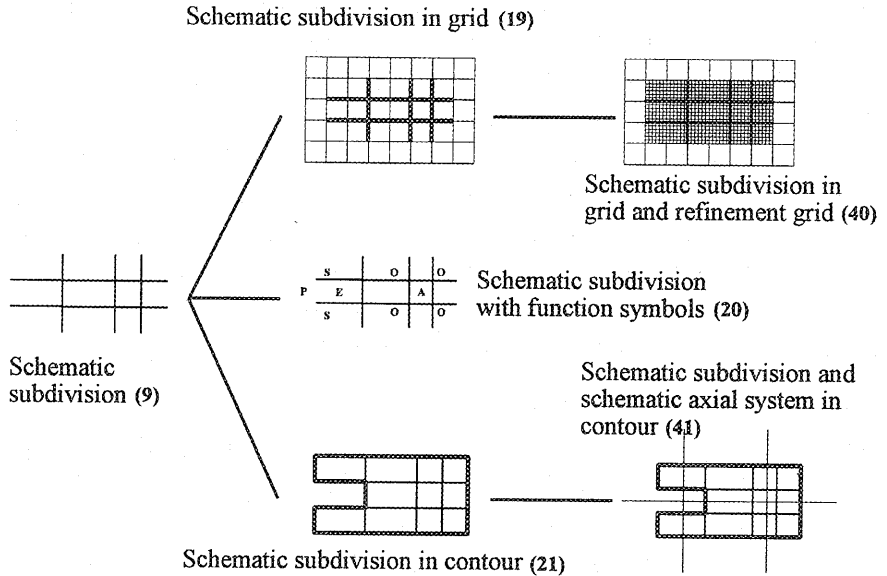 Schematic subdivision in grid (19)
Schematic subdivision in
grid and refinement grid (40)
S O O
P E A
S O O
Schematic subdivision
with function symbols (20)
Schematic
subdivision (9)
Schematic subdivision and
schematic axial system in
contour (41)
Schematic subdivision in contour (21)